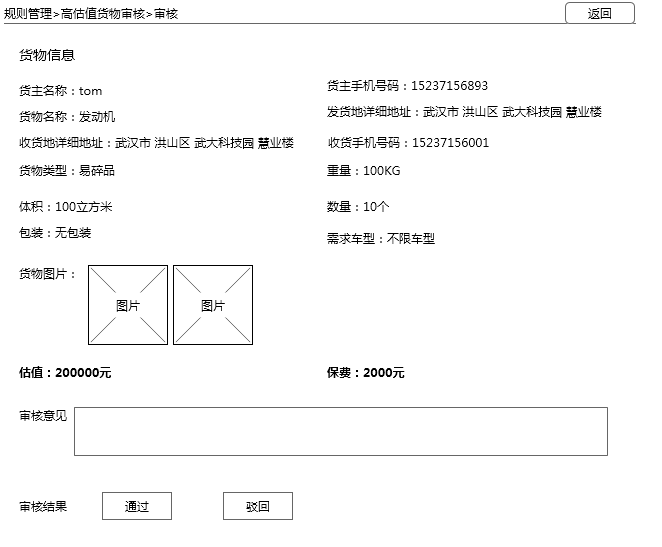 规则管理>高估值货物审核>审核
返回
货物信息
货主名称：tom
货主手机号码：15237156893
货物名称：发动机
发货地详细地址：武汉市 洪山区 武大科技园 慧业楼
收货地详细地址：武汉市 洪山区 武大科技园 慧业楼
收货手机号码：15237156001
货物类型：易碎品
重量：100KG
体积：100立方米
数量：10个
包装：无包装
需求车型：不限车型
货物图片：
图片
图片
估值：200000元
保费：2000元
审核意见
审核结果
通过
驳回